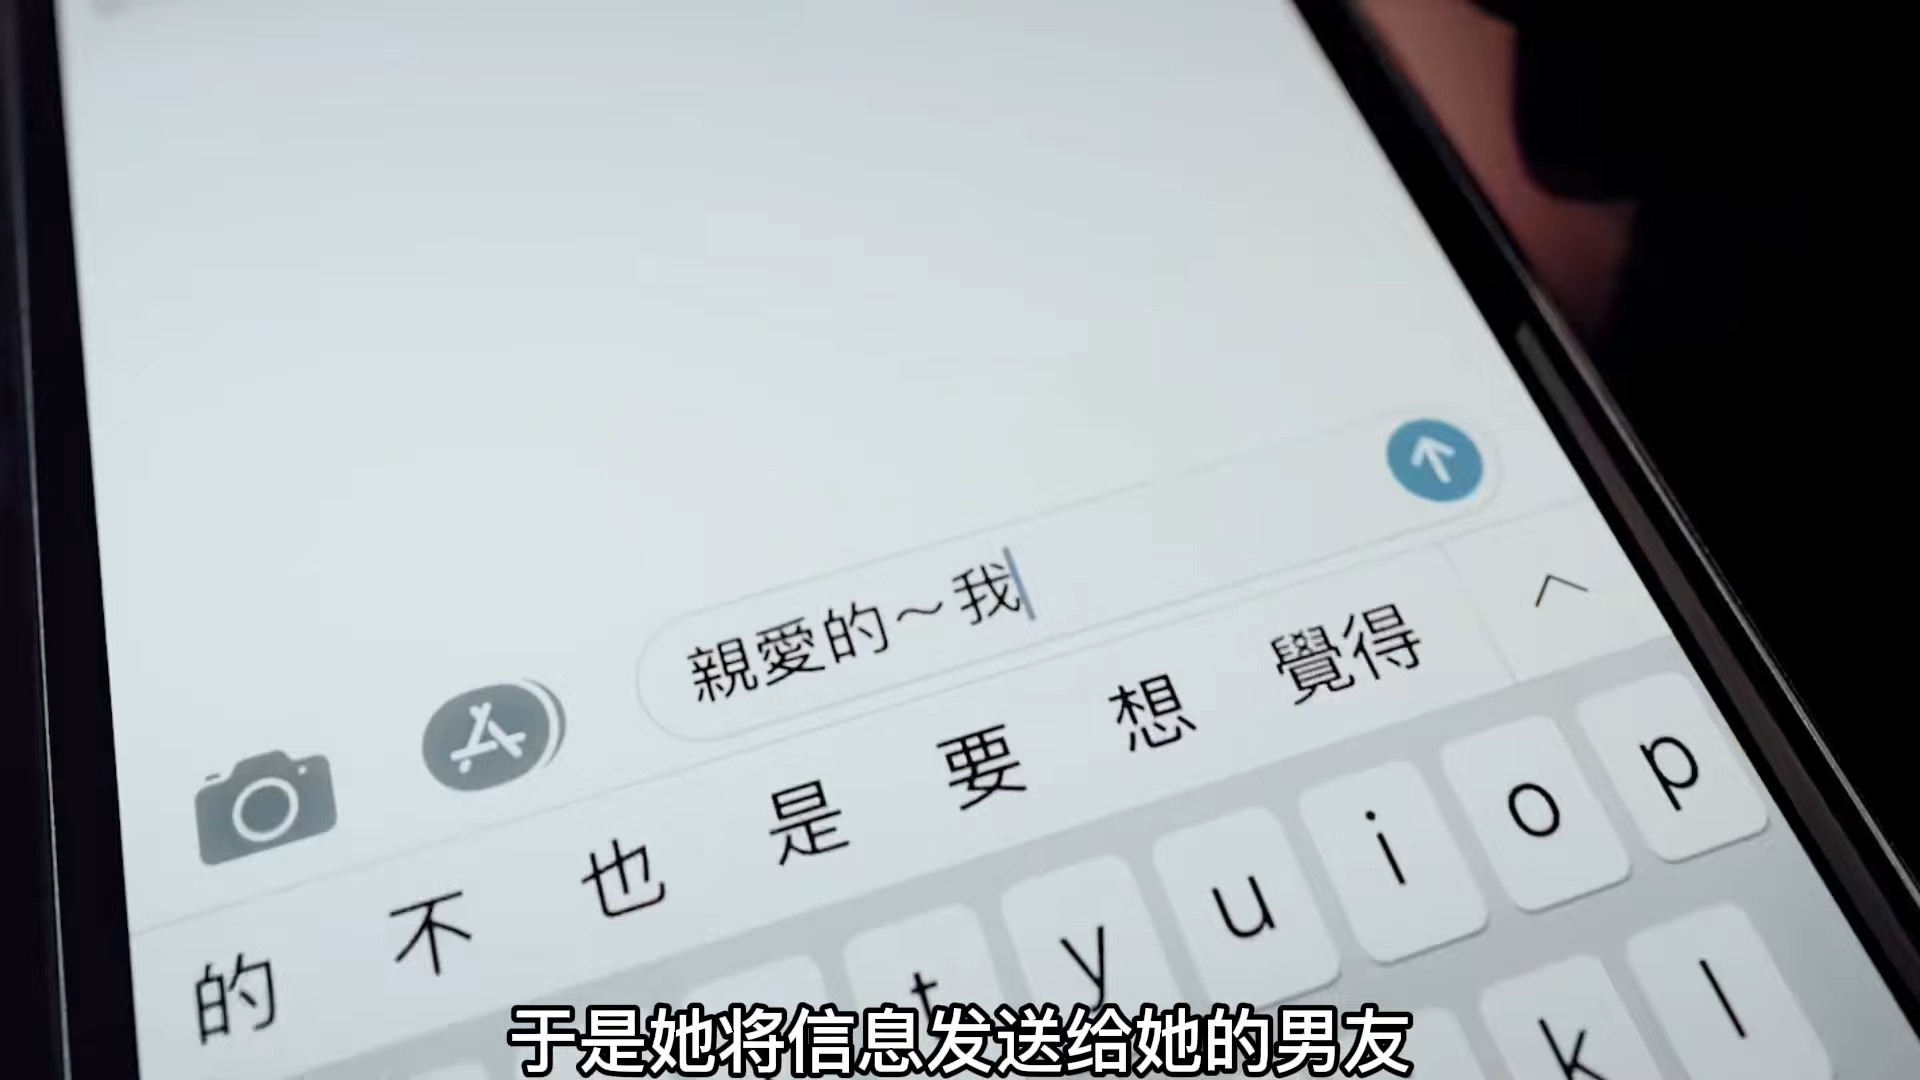 親愛的～我
的 不 也 是 要 想 覺得
t y u i o p
k l
于是她将信息发送给她的男友